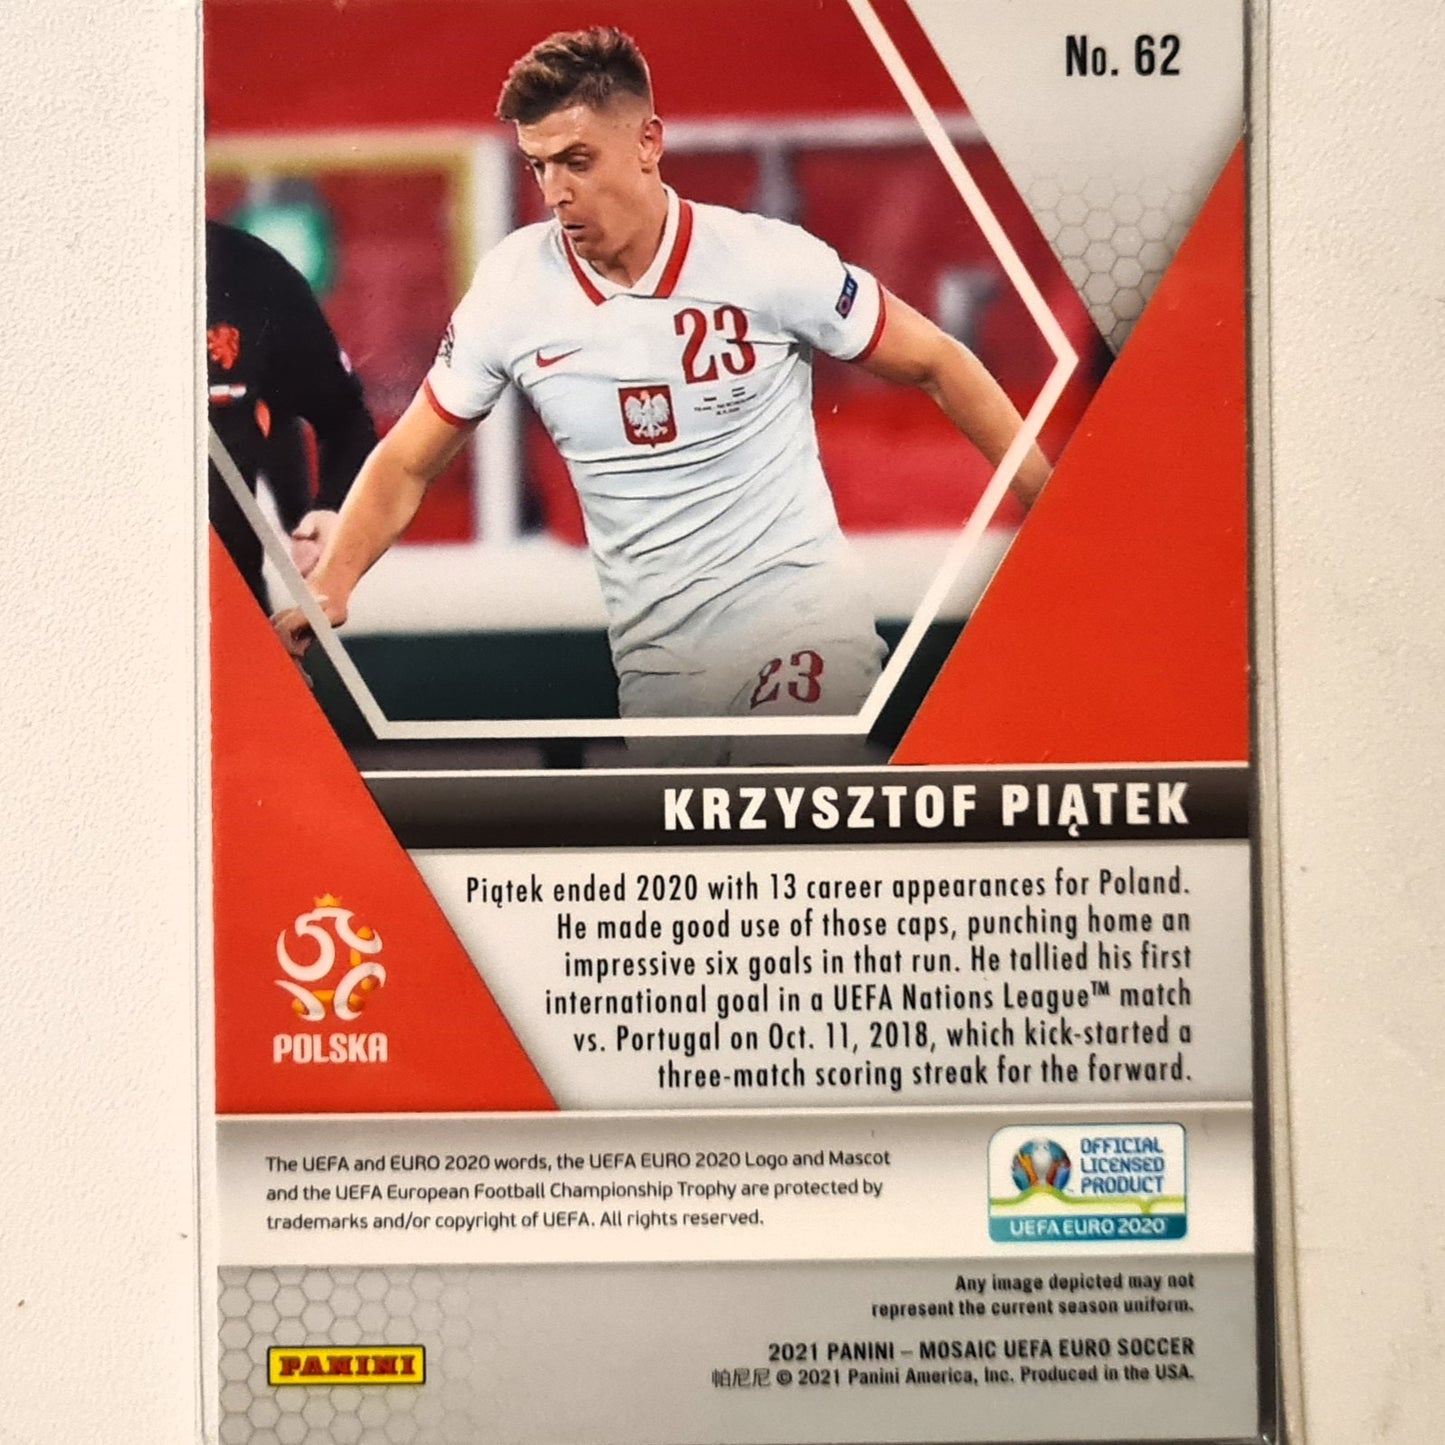 No. 62
23
23
KRZYSZTOF PIĄTEK
Piątek ended 2020 with 13 career appearances for Poland.
He made good use of those caps, punching home an
impressive six goals in that run. He tallied his first
international goal in a UEFA Nations League™ match
vs. Portugal on Oct. 11, 2018, which kick-started a
three-match scoring streak for the forward.
POLSKA
The UEFA and EURO 2020 words, the UEFA EURO 2020 Logo and Mascot
and the UEFA European Football Championship Trophy are protected by
trademarks and/or copyright of UEFA. All rights reserved.
OFFICIAL
LICENSED
PRODUCT
UEFA EURO 2020
Any image depicted may not
represent the current season uniform.
PANINI
2021 PANINI – MOSAIC UEFA EURO SOCCER
帕尼尼 © 2021 Panini America, Inc. Produced in the USA.